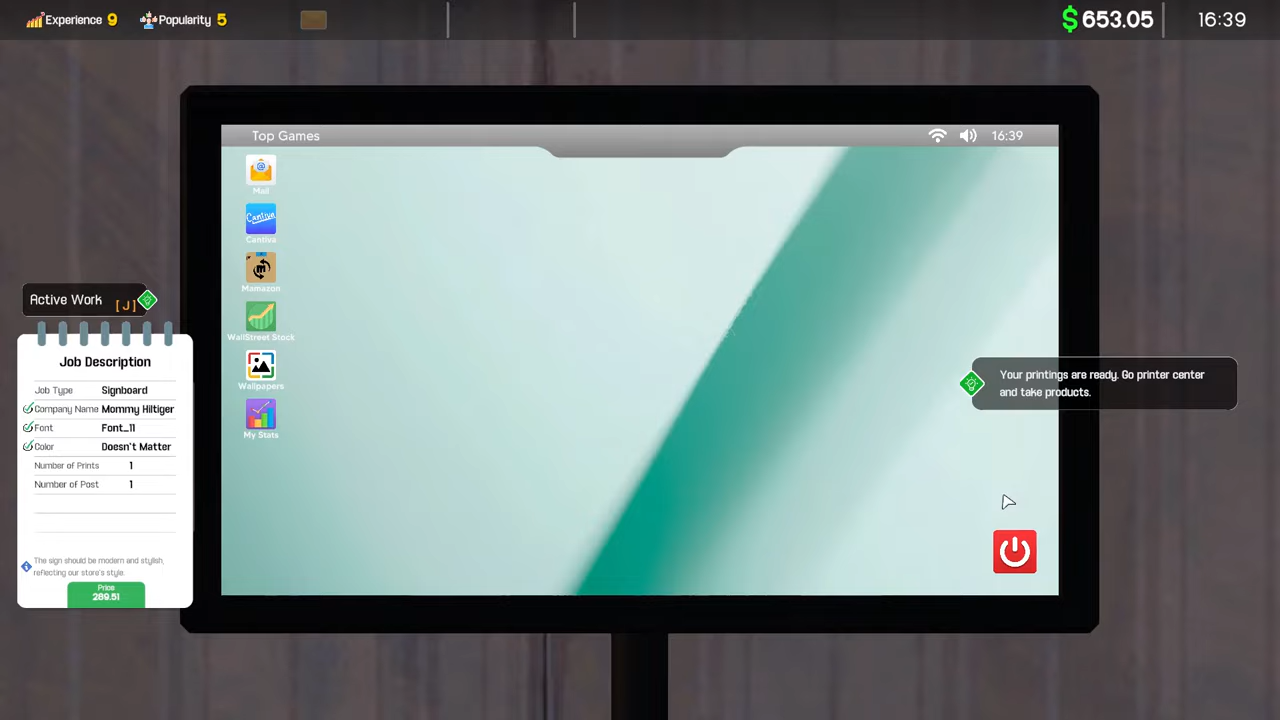 Experience 9
Popularity 5
$ 653.05
16:39
Top Games
16:39
Mail
Cantiva
Cantiva
Mamazon
WallStreet Stock
Wallpapers
My Stats
Active Work [ J ]
Job Description
Job Type Signboard
Company Name Mommy Hiltiger
Font Font_11
Color Doesn't Matter
Number of Prints 1
Number of Post 1
The sign should be modern and stylish,
reflecting our store's style.
Price
289.51
Your printings are ready. Go printer center
and take products.